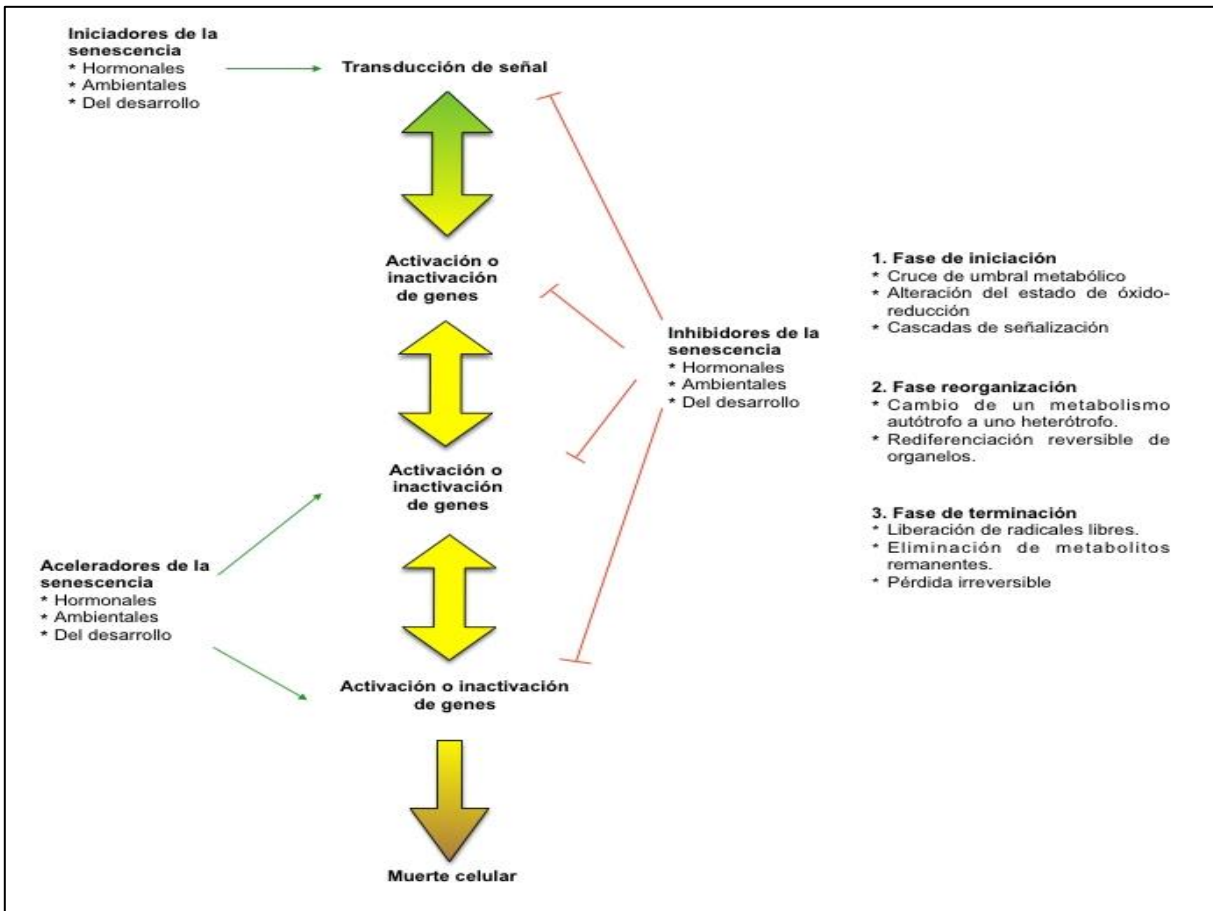 Iniciadores de la
senescencia
* Hormonales
* Ambientales
* Del desarrollo
Transducción de señal
Activación o
inactivación
de genes
Activación o
inactivación
de genes
Aceleradores de la
senescencia
* Hormonales
* Ambientales
* Del desarrollo
Activación o inactivación
de genes
Muerte celular
Inhibidores de la
senescencia
* Hormonales
* Ambientales
* Del desarrollo
1. Fase de iniciación
* Cruce de umbral metabólico
* Alteración del estado de óxido-
reducción
* Cascadas de señalización
2. Fase reorganización
* Cambio de un metabolismo
autótrofo a uno heterótrofo.
* Rediferenciación reversible de
organelos.
3. Fase de terminación
* Liberación de radicales libres.
* Eliminación de metabolitos
remanentes.
* Pérdida irreversible